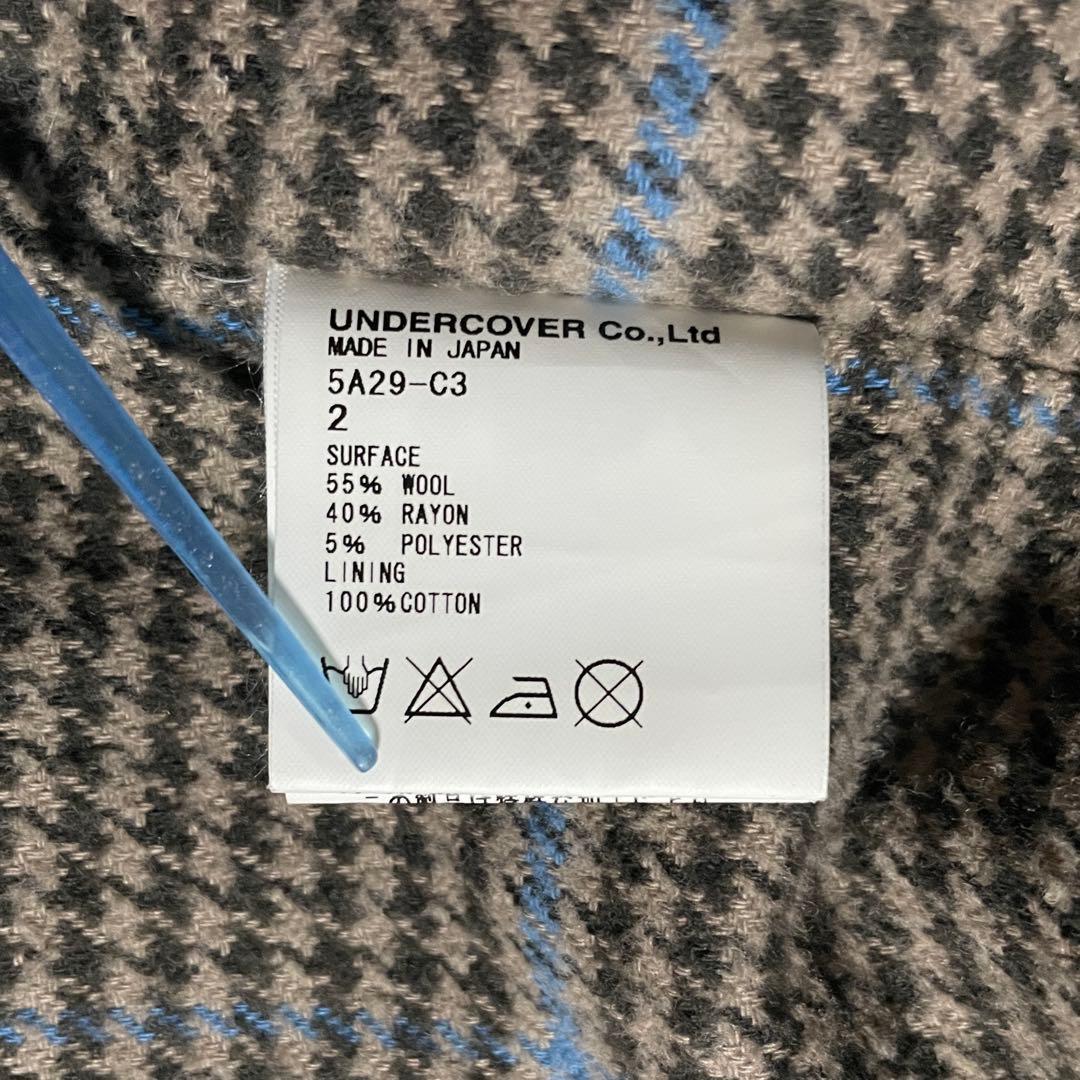 UNDERCOVER Co.,Ltd
MADE IN JAPAN
5A29-C3
2
SURFACE
55% WOOL
40% RAYON
5% POLYESTER
LINING
100%COTTON